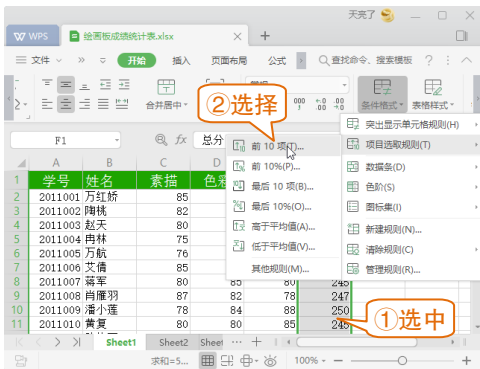 天亮了
WPS 绘画板成绩统计表.xlsx × +
文件 开始 插入 页面布局 公式 查找命令、搜索模板
合并居中 条件格式 表格样式
②选择
F1 fx 总分
突出显示单元格规则(H)
项目选取规则(T)
数据条(D)
色阶(S)
图标集(I)
新建规则(N)...
清除规则(C)
管理规则(R)...
前 10 项(T)...
前 10%(P)...
最后 10 项(B)...
最后 10%(O)...
高于平均值(A)...
低于平均值(V)...
其他规则(M)...
A B C D
1 学号 姓名 素描
2 2011001 万红娇 85
3 2011002 陶桃 82
4 2011003 赵天 80
5 2011004 冉林 75
6 2011005 万航 76
7 2011006 艾倩 85
8 2011007 蒋军 80 85 80 245
9 2011008 肖雁羽 87 82 78 247
10 2011009 潘小莲 78 84 88 250
11 2011010 黄复 80 80 85 245
①选中
Sheet1 Sheet2 Sheet ··· +
求和=5... 100% - +